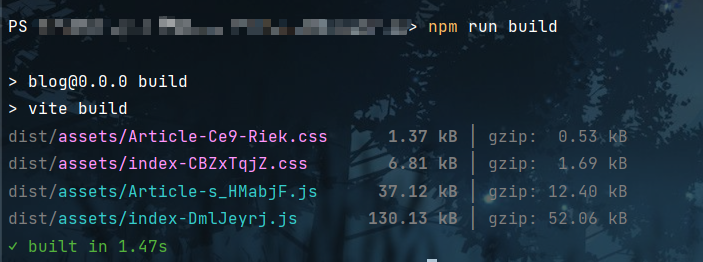 PS > npm run build
> blog@0.0.0 build
> vite build
dist/assets/Article-Ce9-Riek.css 1.37 kB │ gzip: 0.53 kB
dist/assets/index-CBZxTqjZ.css 6.81 kB │ gzip: 1.69 kB
dist/assets/Article-s_HMabjF.js 37.12 kB │ gzip: 12.40 kB
dist/assets/index-DmlJeyrj.js 130.13 kB │ gzip: 52.06 kB
✓ built in 1.47s